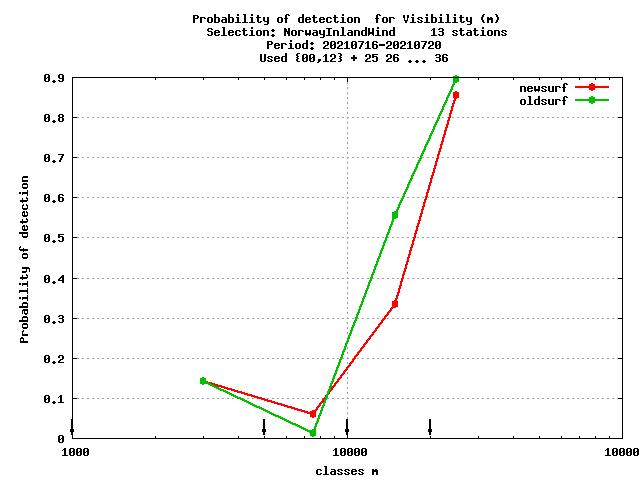 Probability of detection  for Visibility (m)
Selection: NorwayInlandWind     13 stations
Period: 20210716-20210720
Used {00,12} + 25 26 ... 36
newsurf
oldsurf
0.9
0.8
0.7
0.6
0.5
0.4
0.3
0.2
0.1
0
Probability of detection
1000
10000
10000
classes m